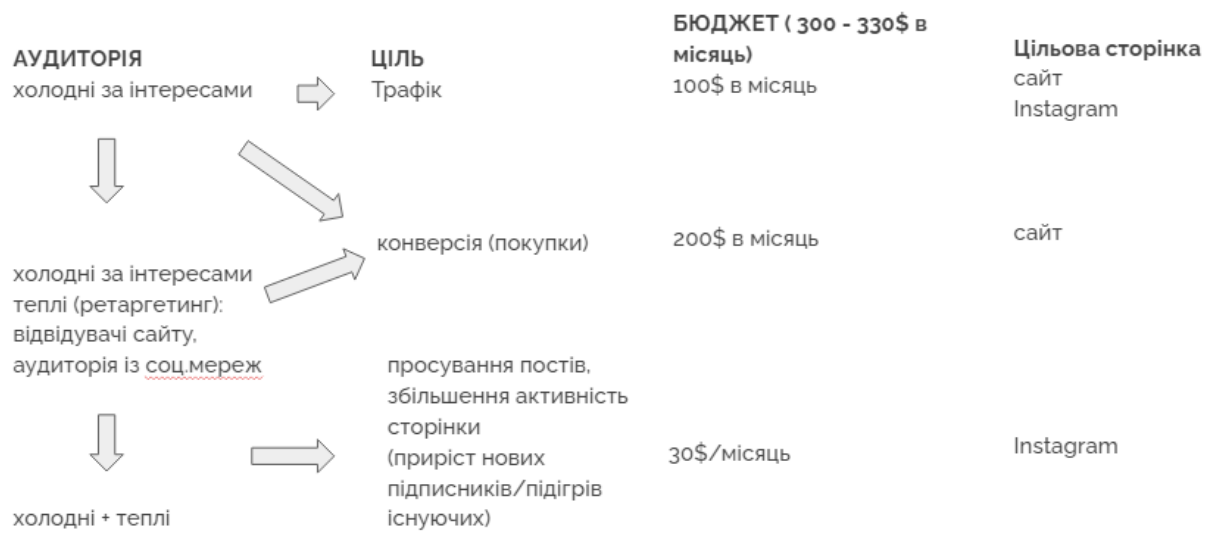 АУДИТОРІЯ
холодні за інтересами
ЦІЛЬ
Трафік
БЮДЖЕТ ( 300 - 330$ в
місяць)
100$ в місяць
Цільова сторінка
сайт
Instagram
конверсія (покупки)
200$ в місяць
сайт
холодні за інтересами
теплі (ретаргетинг):
відвідувачі сайту,
аудиторія із соц.мереж
просування постів,
збільшення активність
сторінки
(приріст нових
підписників/підігрів
існуючих)
30$/місяць
Instagram
холодні + теплі